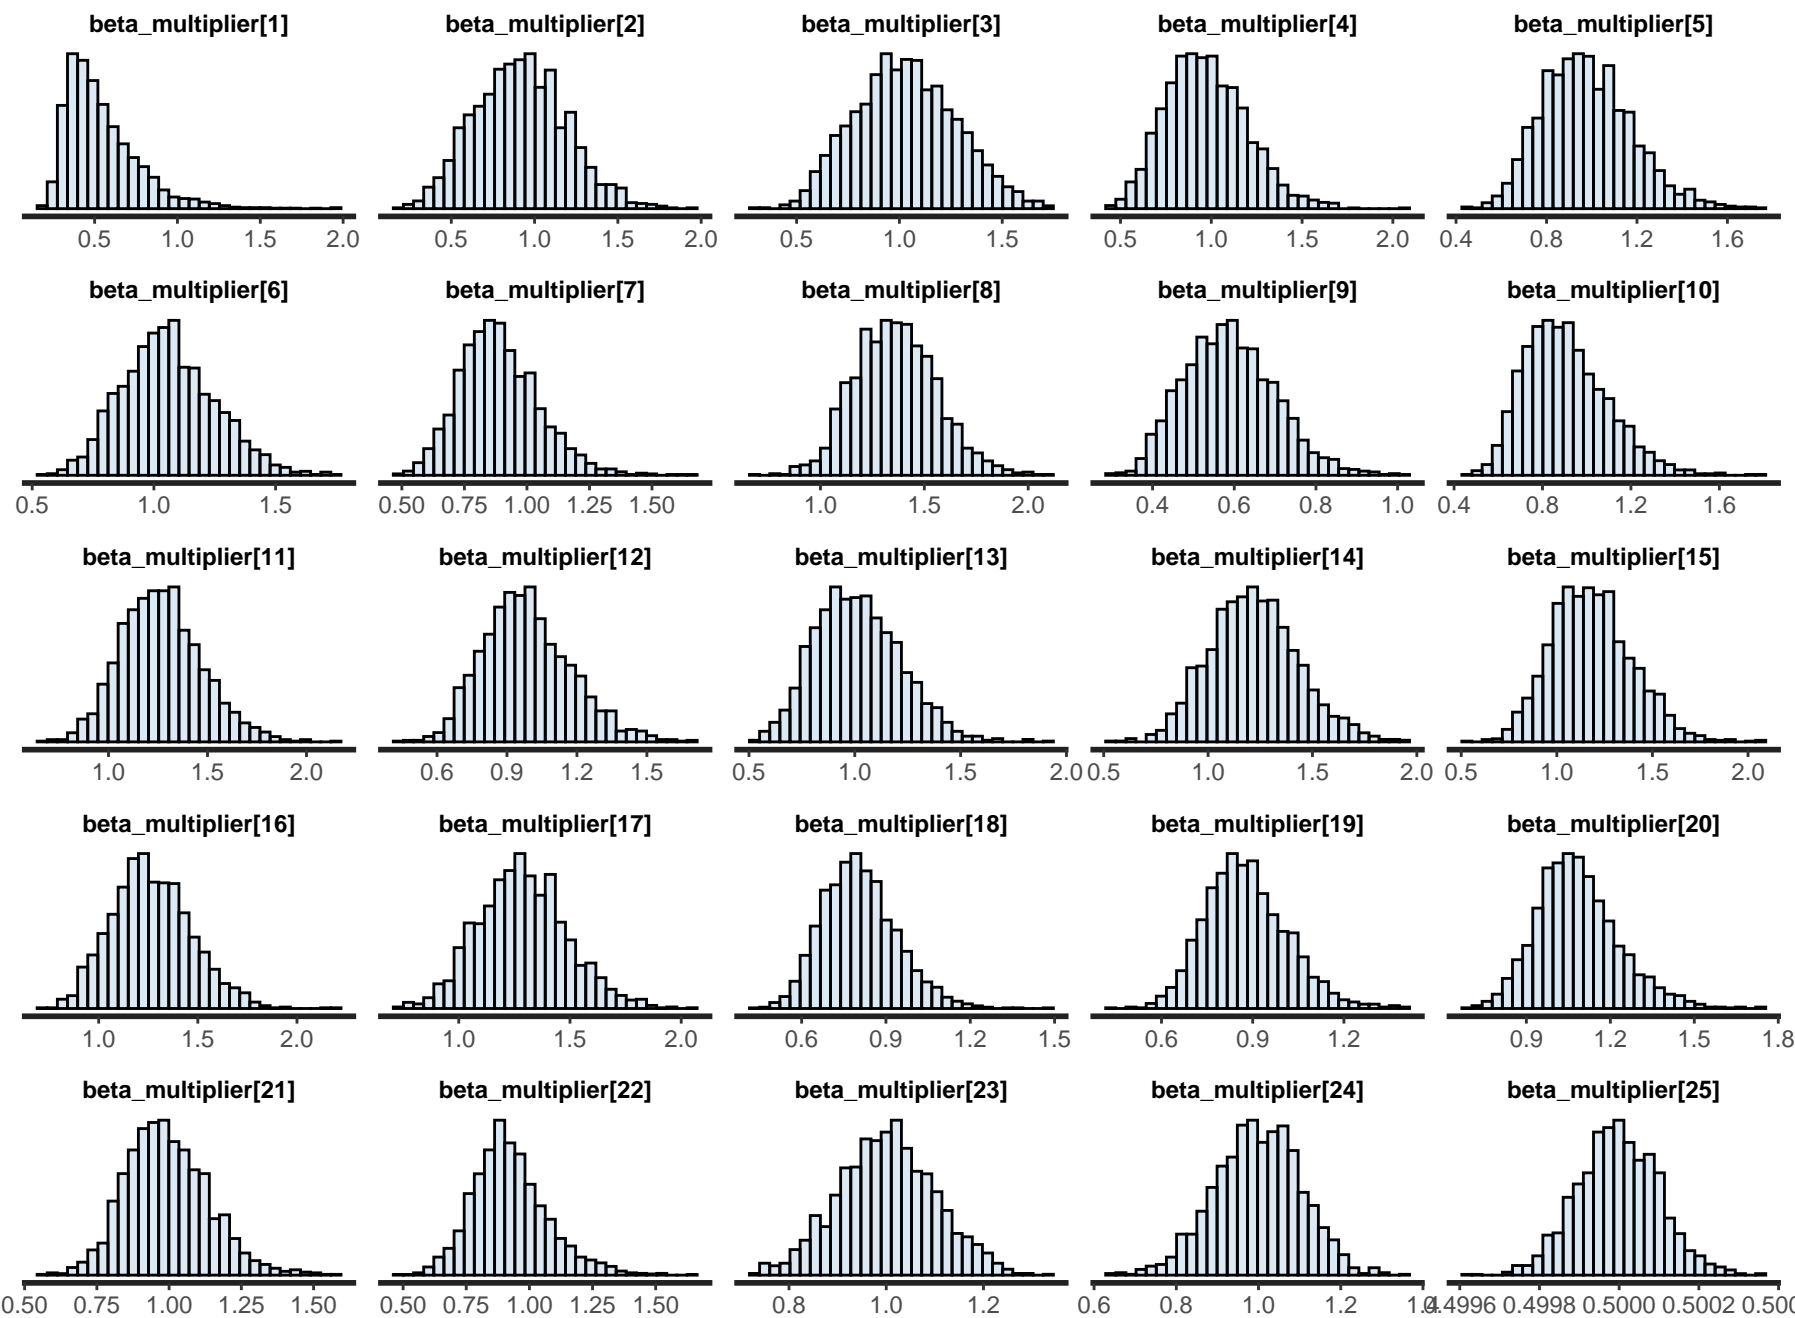 beta_multiplier[1] beta_multiplier[2] beta_multiplier[3] beta_multiplier[4] beta_multiplier[5]
0.5 1.0 1.5 2.0 0.5 1.0 1.5 2.0 0.5 1.0 1.5 0.5 1.0 1.5 2.0 0.4 0.8 1.2 1.6
beta_multiplier[6] beta_multiplier[7] beta_multiplier[8] beta_multiplier[9] beta_multiplier[10]
0.5 1.0 1.5 0.50 0.75 1.00 1.25 1.50 1.0 1.5 2.0 0.4 0.6 0.8 1.0 0.4 0.8 1.2 1.6
beta_multiplier[11] beta_multiplier[12] beta_multiplier[13] beta_multiplier[14] beta_multiplier[15]
1.0 1.5 2.0 0.6 0.9 1.2 1.5 0.5 1.0 1.5 2.0 0.5 1.0 1.5 2.0 0.5 1.0 1.5 2.0
beta_multiplier[16] beta_multiplier[17] beta_multiplier[18] beta_multiplier[19] beta_multiplier[20]
1.0 1.5 2.0 1.0 1.5 2.0 0.6 0.9 1.2 1.5 0.6 0.9 1.2 0.9 1.2 1.5 1.8
beta_multiplier[21] beta_multiplier[22] beta_multiplier[23] beta_multiplier[24] beta_multiplier[25]
0.50 0.75 1.00 1.25 1.50 0.50 0.75 1.00 1.25 1.50 0.8 1.0 1.2 0.6 0.8 1.0 1.2 0.4998 0.5000 0.5002